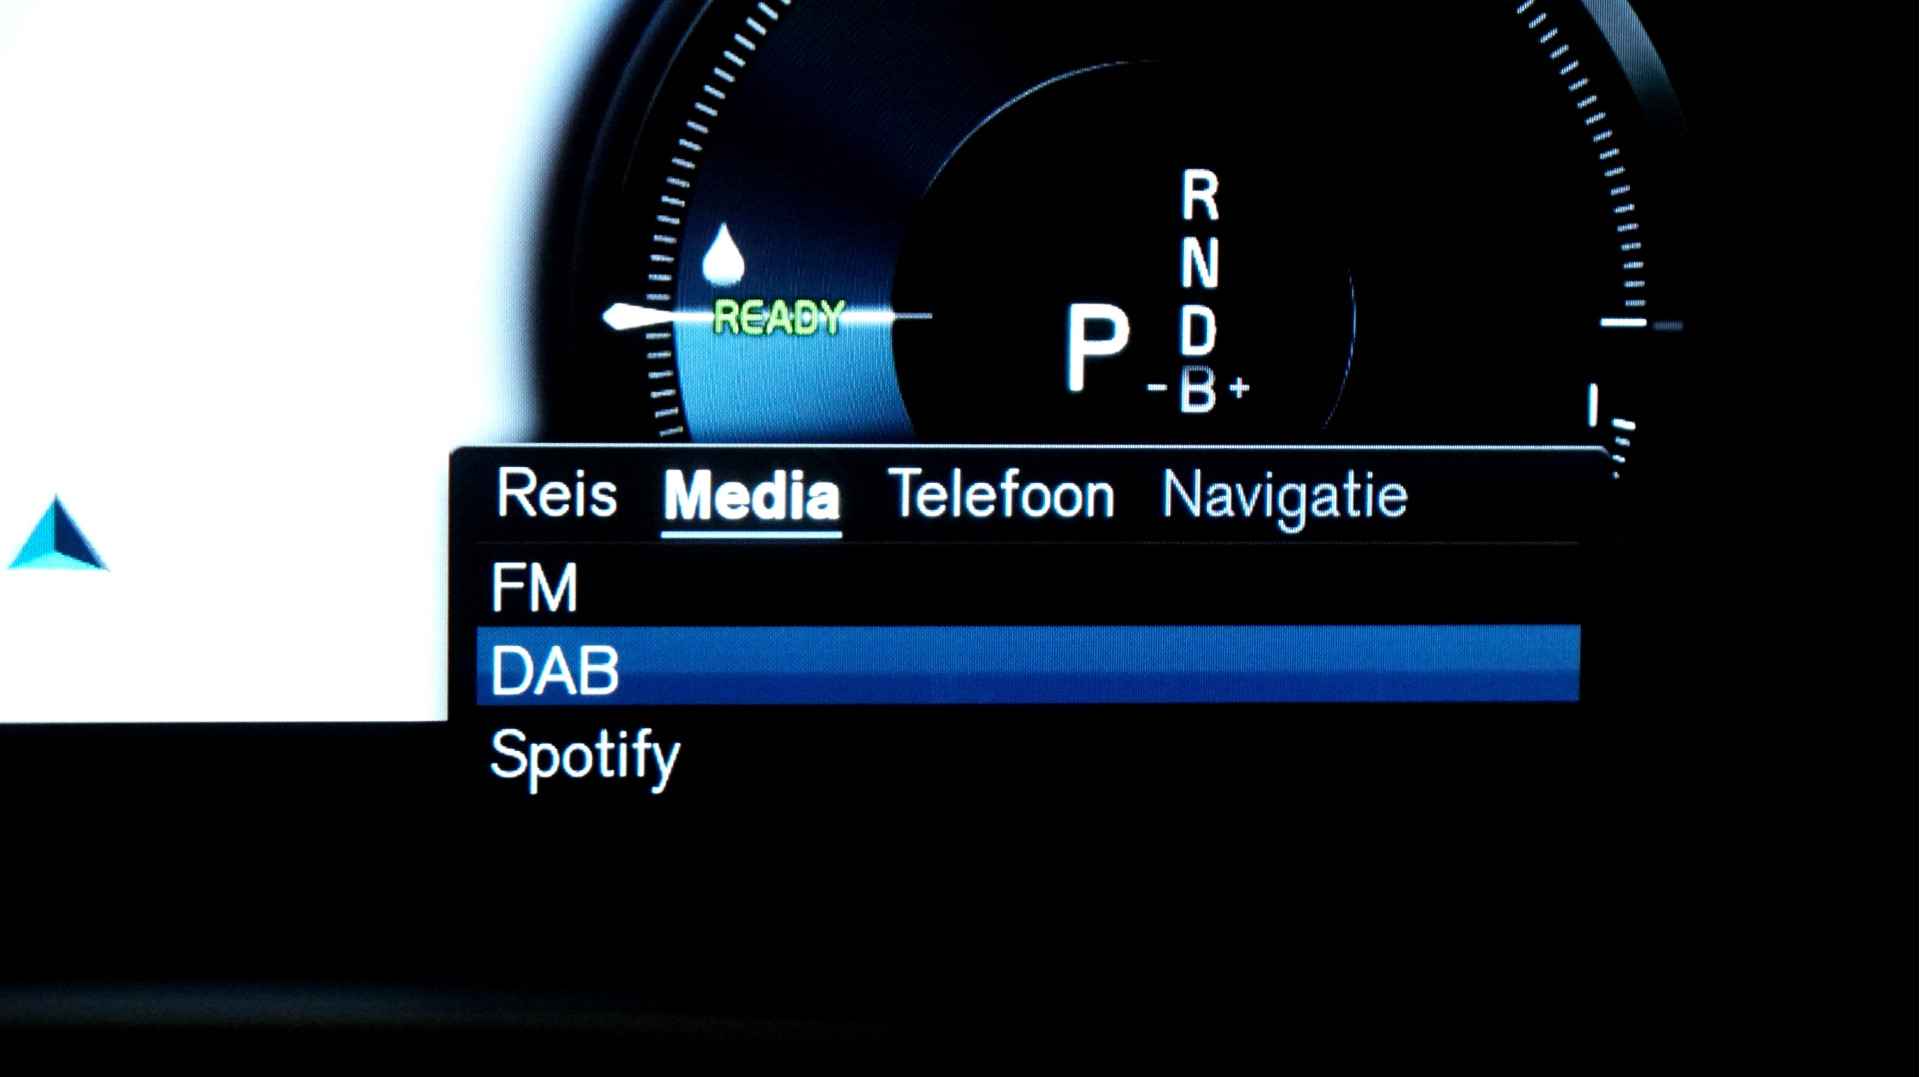 R
N
D
P
-B+
READY
Reis Media Telefoon Navigatie
FM
DAB
Spotify